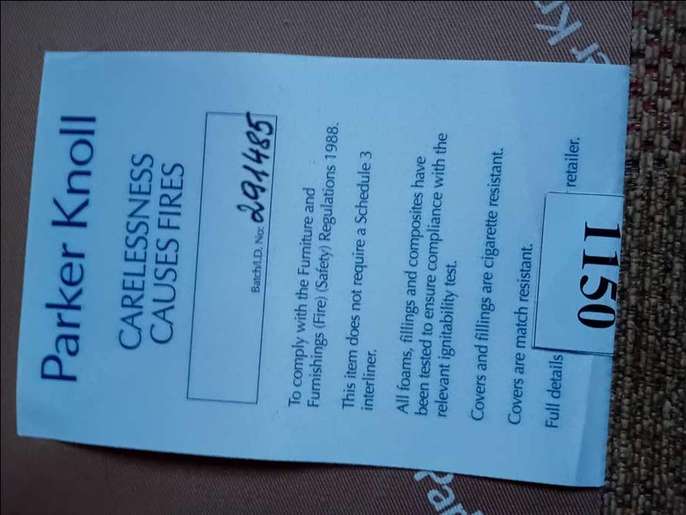 Parker Knoll
CARELESSNESS
CAUSES FIRES
Batch/I.D. No: 291485
To comply with the Furniture and
Furnishings (Fire) (Safety) Regulations 1988.
This item does not require a Schedule 3
interliner.
All foams, fillings and composites have
been tested to ensure compliance with the
relevant ignitability test.
Covers and fillings are cigarette resistant.
Covers are match resistant.
Full details retailer.
1150